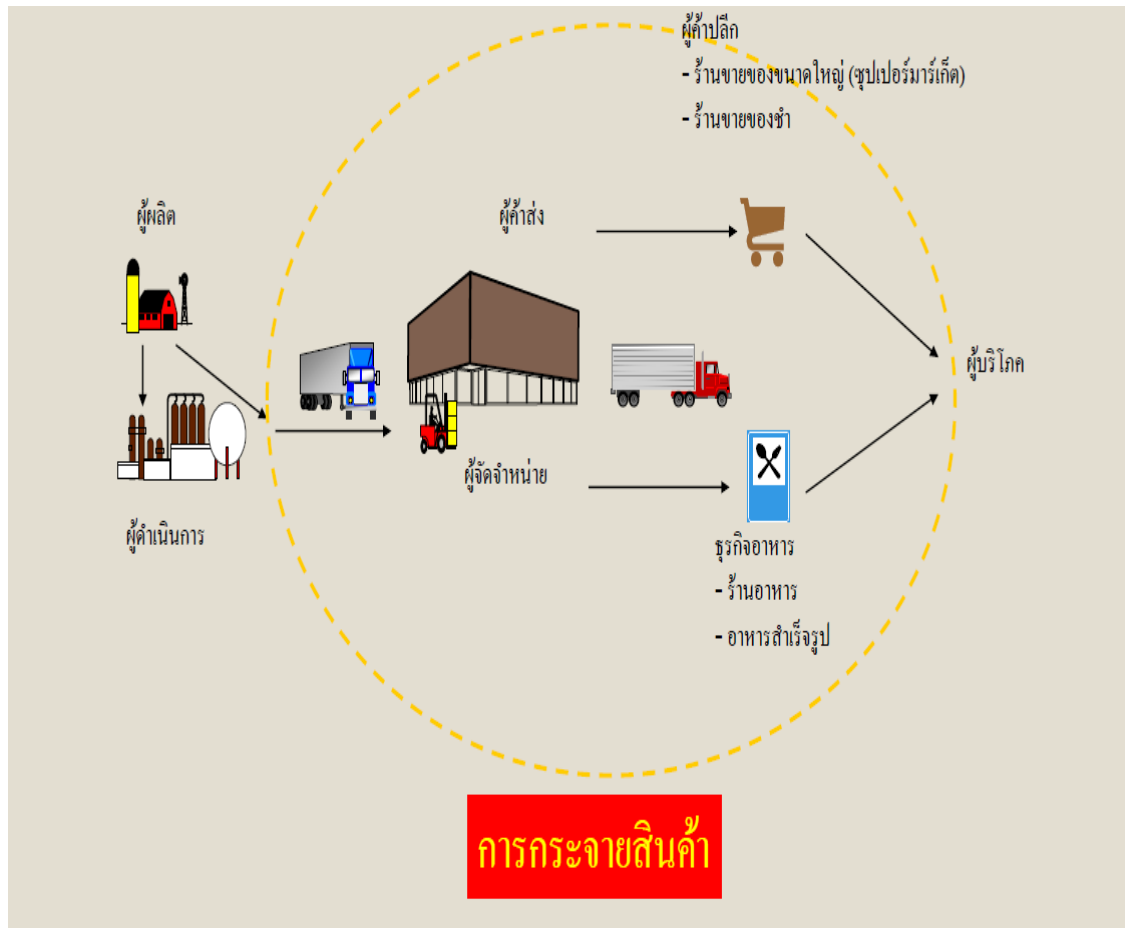 ผู้ค้าปลีก
- ร้านขายของขนาดใหญ่ (ซุปเปอร์มาร์เก็ต)
- ร้านขายของชำ
ผู้ผลิต
ผู้ค้าส่ง
ผู้บริโภค
ผู้จัดจำหน่าย
ผู้ดำเนินการ
ธุรกิจอาหาร
- ร้านอาหาร
- อาหารสำเร็จรูป
การกระจายสินค้า